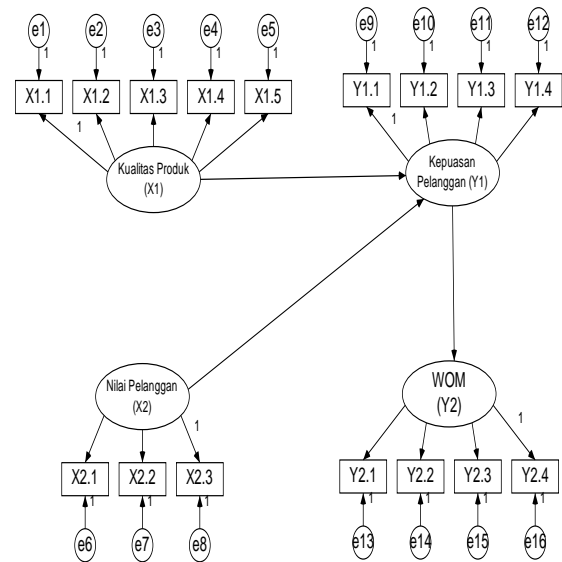 e1 e2 e3 e4 e5
1 1 1 1 1
X1.1 X1.2 X1.3 X1.4 X1.5
1
Kualitas Produk
(X1)
e9 e10 e11 e12
1 1 1 1
Y1.1 Y1.2 Y1.3 Y1.4
1
Kepuasan
Pelanggan (Y1)
Nilai Pelanggan
(X2)
1
X2.1 X2.2 X2.3
1 1 1
e6 e7 e8
WOM
(Y2)
1
Y2.1 Y2.2 Y2.3 Y2.4
1 1 1 1
e13 e14 e15 e16